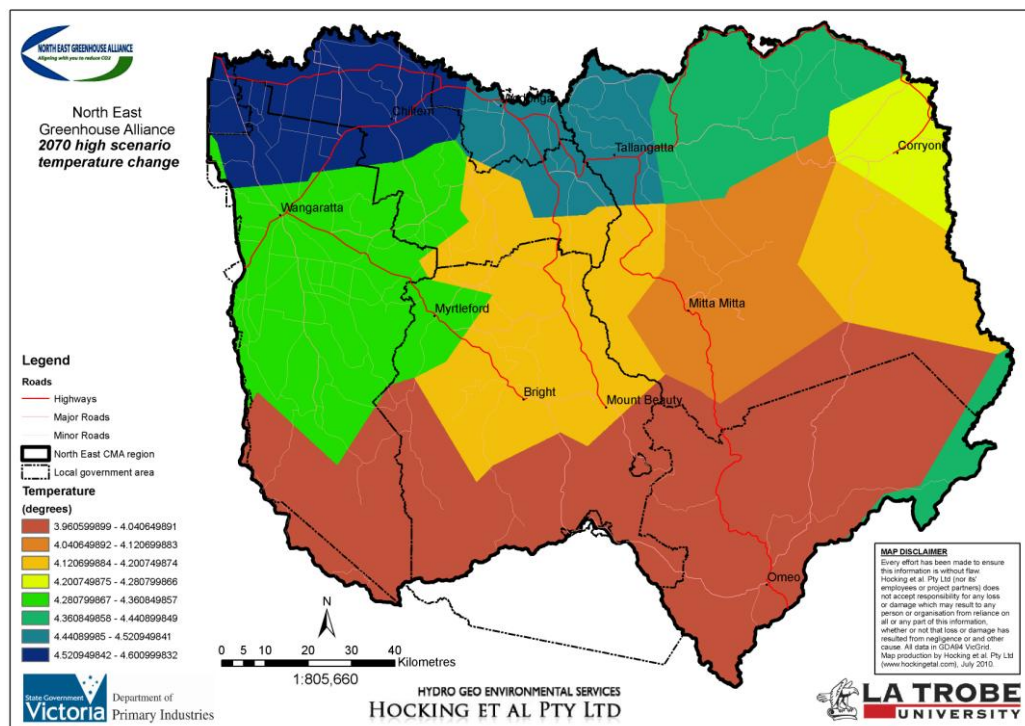 NORTH EAST GREENHOUSE ALLIANCE
Aligning with you to reduce CO2
North East
Greenhouse Alliance
2070 high scenario
temperature change
Chiltern
Tallangatta
Corryong
Wangaratta
Myrtleford
Mitta Mitta
Bright
Mount Beauty
Omeo
Legend
Roads
Highways
Major Roads
Minor Roads
North East CMA region
Local government area
Temperature
(degrees)
3.960599899 - 4.040649891
4.040649892 - 4.120699883
4.120699884 - 4.200749874
4.200749875 - 4.280799866
4.280799867 - 4.360849857
4.360849858 - 4.440899849
4.44089985 - 4.520949841
4.520949842 - 4.600999832
N
0 5 10 20 30 40
Kilometres
1:805,660
MAP DISCLAIMER
Every effort has been made to ensure
this information is without flaw.
Hocking et al. Pty Ltd (nor its'
employees or project partners) does
not accept responsibility for any loss
or damage which may result to any
person or organisation from reliance on
all or any part of this information,
whether or not that loss or damage has
resulted from negligence or any other
cause. All data in GDA94 VicGrid.
Map production by Hocking et al. Pty Ltd
(www.hockingetal.com), July 2010.
State Government
Victoria
Department of
Primary Industries
HYDRO GEO ENVIRONMENTAL SERVICES
HOCKING ET AL PTY LTD
LA TROBE
UNIVERSITY